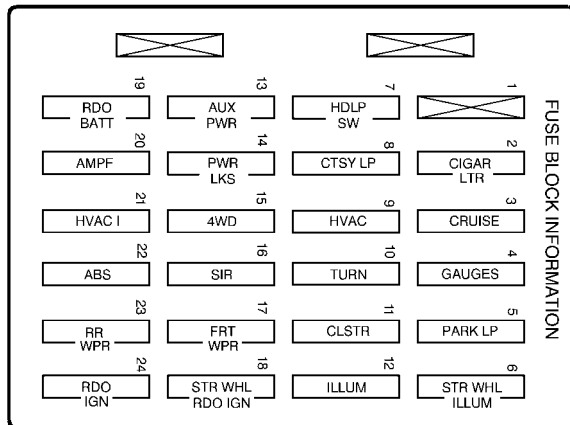 19
13
7
1
RDO
BATT
AUX
PWR
HDLP
SW
20
14
8
2
AMPF
PWR
LKS
CTSY LP
CIGAR
LTR
21
15
9
3
HVAC I
4WD
HVAC
CRUISE
22
16
10
4
ABS
SIR
TURN
GAUGES
23
17
11
5
RR
WPR
FRT
WPR
CLSTR
PARK LP
24
18
12
6
RDO
IGN
STR WHL
RDO IGN
ILLUM
STR WHL
ILLUM
FUSE BLOCK INFORMATION